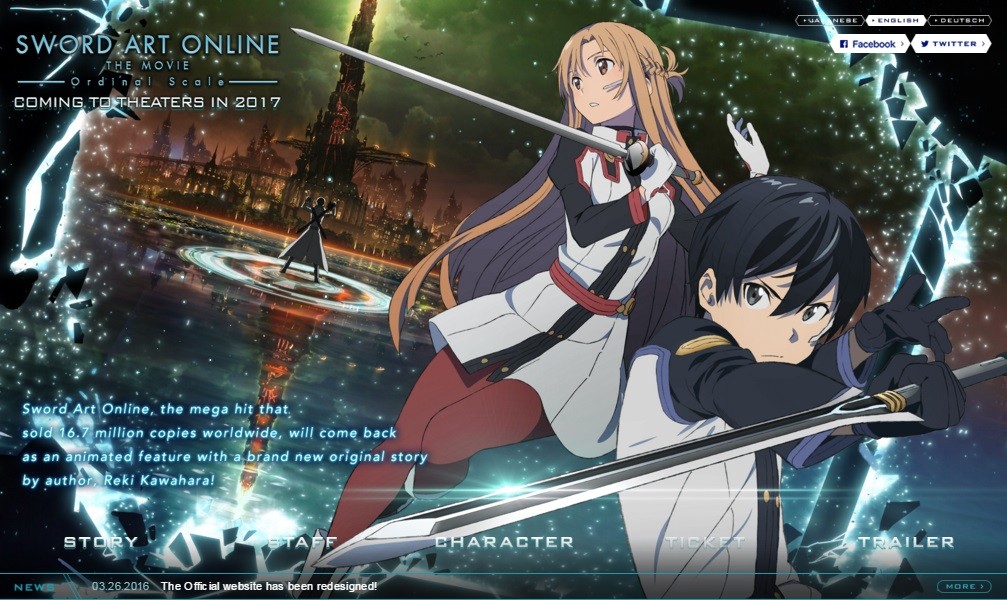 JAPANESE
ENGLISH
DEUTSCH
SWORD ART ONLINE
THE MOVIE
Ordinal Scale
COMING TO THEATERS IN 2017
Facebook
TWITTER
Sword Art Online, the mega hit that
sold 16.7 million copies worldwide, will come back
as an animated feature with a brand new original story
by author, Reki Kawahara!
STORY
STAFF
CHARACTER
TICKET
TRAILER
NEWS
03.26.2016 The Official website has been redesigned!
MORE